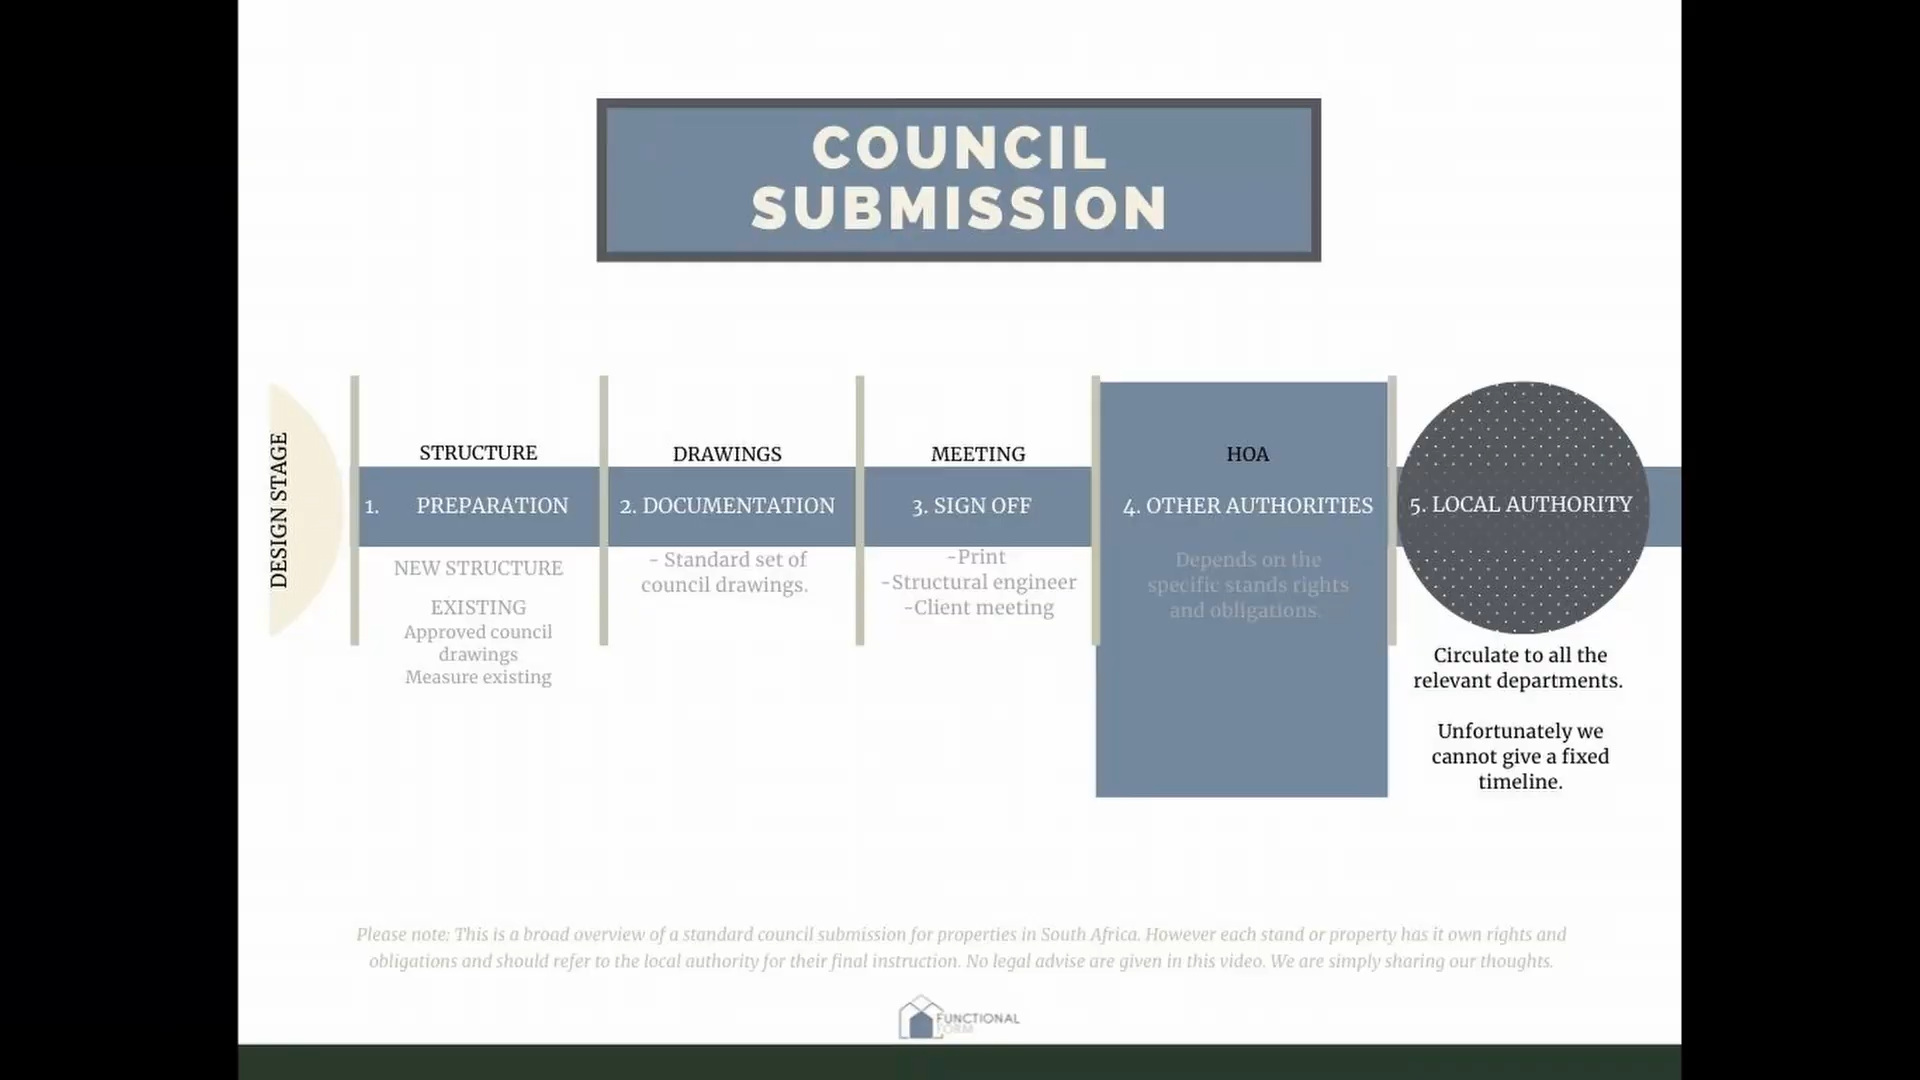 COUNCIL
SUBMISSION
DESIGN STAGE
STRUCTURE
1. PREPARATION
NEW STRUCTURE
EXISTING
Approved council
drawings
Measure existing
DRAWINGS
2. DOCUMENTATION
- Standard set of
council drawings.
MEETING
3. SIGN OFF
-Print
-Structural engineer
-Client meeting
HOA
4. OTHER AUTHORITIES
Depends on the
specific stands rights
and obligations.
5. LOCAL AUTHORITY
Circulate to all the
relevant departments.
Unfortunately we
cannot give a fixed
timeline.
Please note: This is a broad overview of a standard council submission for properties in South Africa. However each stand or property has it own rights and
obligations and should refer to the local authority for their final instruction. No legal advise are given in this video. We are simply sharing our thoughts.
FUNCTIONAL
FORM